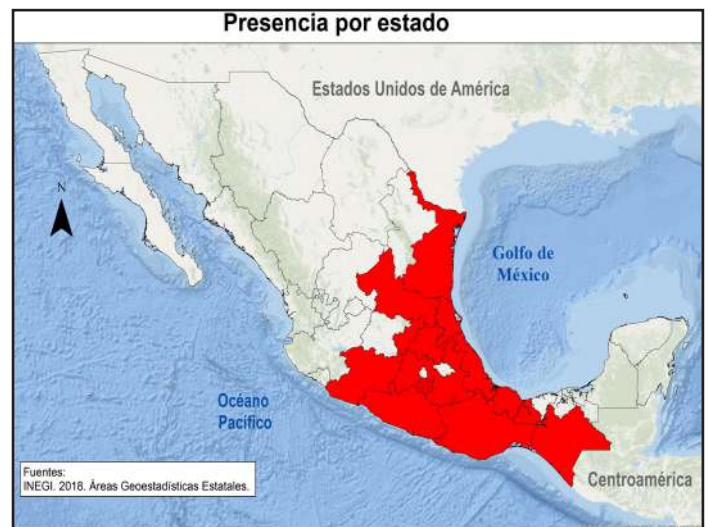 Presencia por estado
Estados Unidos de América
N
Golfo de
México
Océano
Pacífico
Fuentes:
INEGI. 2018. Áreas Geoestadísticas Estatales.
Centroamérica